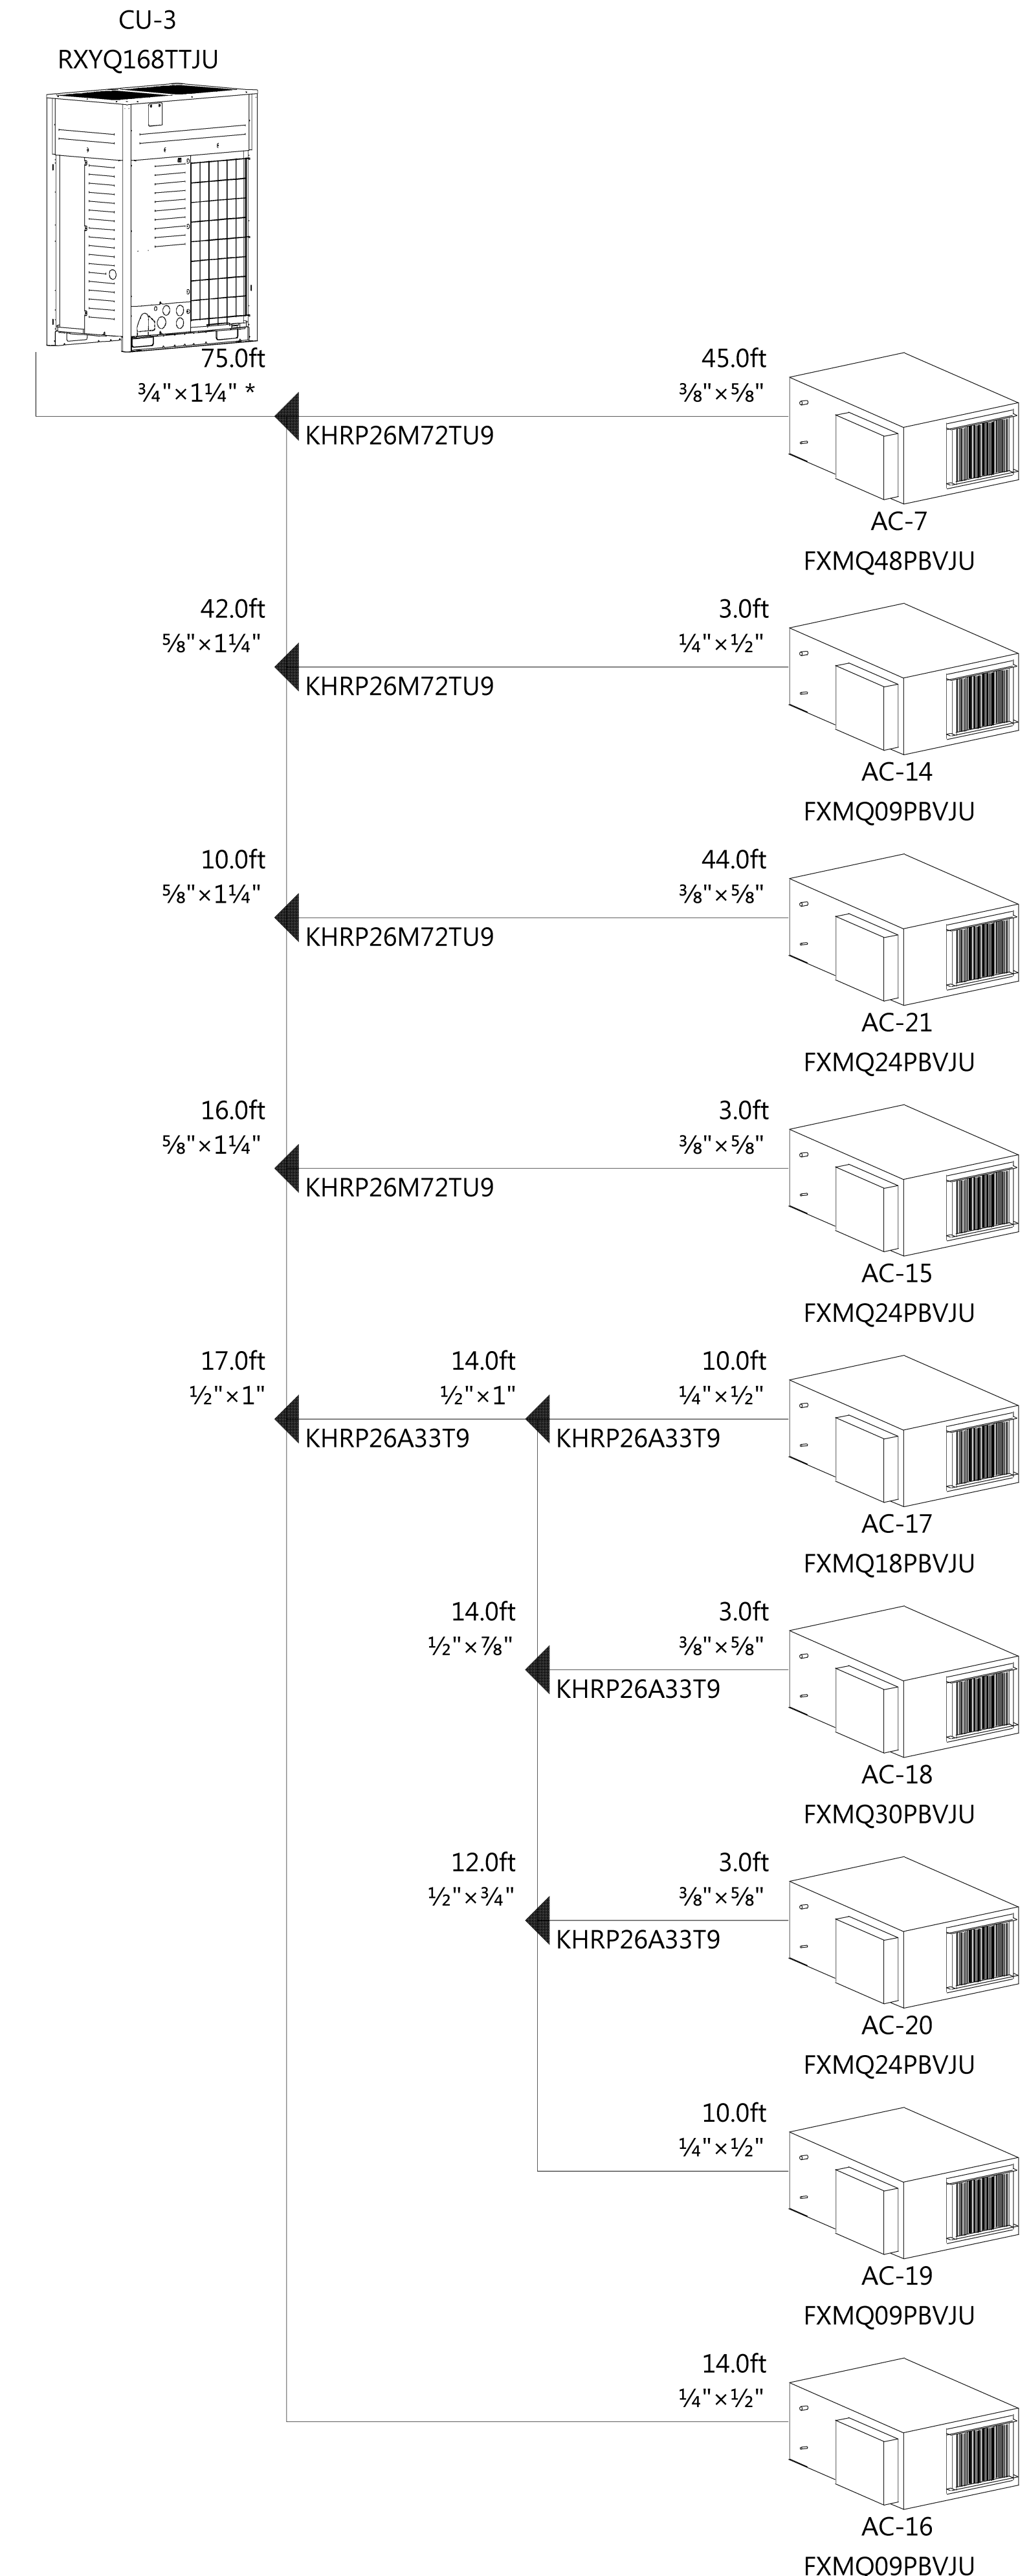 CU-3
RXYQ168TTJU
75.0ft
¾"×1¼" *
45.0ft
⅜"×⅝"
KHRP26M72TU9
AC-7
FXMQ48PBVJU
42.0ft
⅝"×1¼"
3.0ft
¼"×½"
KHRP26M72TU9
AC-14
FXMQ09PBVJU
10.0ft
⅝"×1¼"
44.0ft
⅜"×⅝"
KHRP26M72TU9
AC-21
FXMQ24PBVJU
16.0ft
⅝"×1¼"
3.0ft
⅜"×⅝"
KHRP26M72TU9
AC-15
FXMQ24PBVJU
17.0ft
½"×1"
14.0ft
½"×1"
10.0ft
¼"×½"
KHRP26A33T9
KHRP26A33T9
AC-17
FXMQ18PBVJU
14.0ft
½"×⅞"
3.0ft
⅜"×⅝"
KHRP26A33T9
AC-18
FXMQ30PBVJU
12.0ft
½"×¾"
3.0ft
⅜"×⅝"
KHRP26A33T9
AC-20
FXMQ24PBVJU
10.0ft
¼"×½"
AC-19
FXMQ09PBVJU
14.0ft
¼"×½"
AC-16
FXMQ09PBVJU